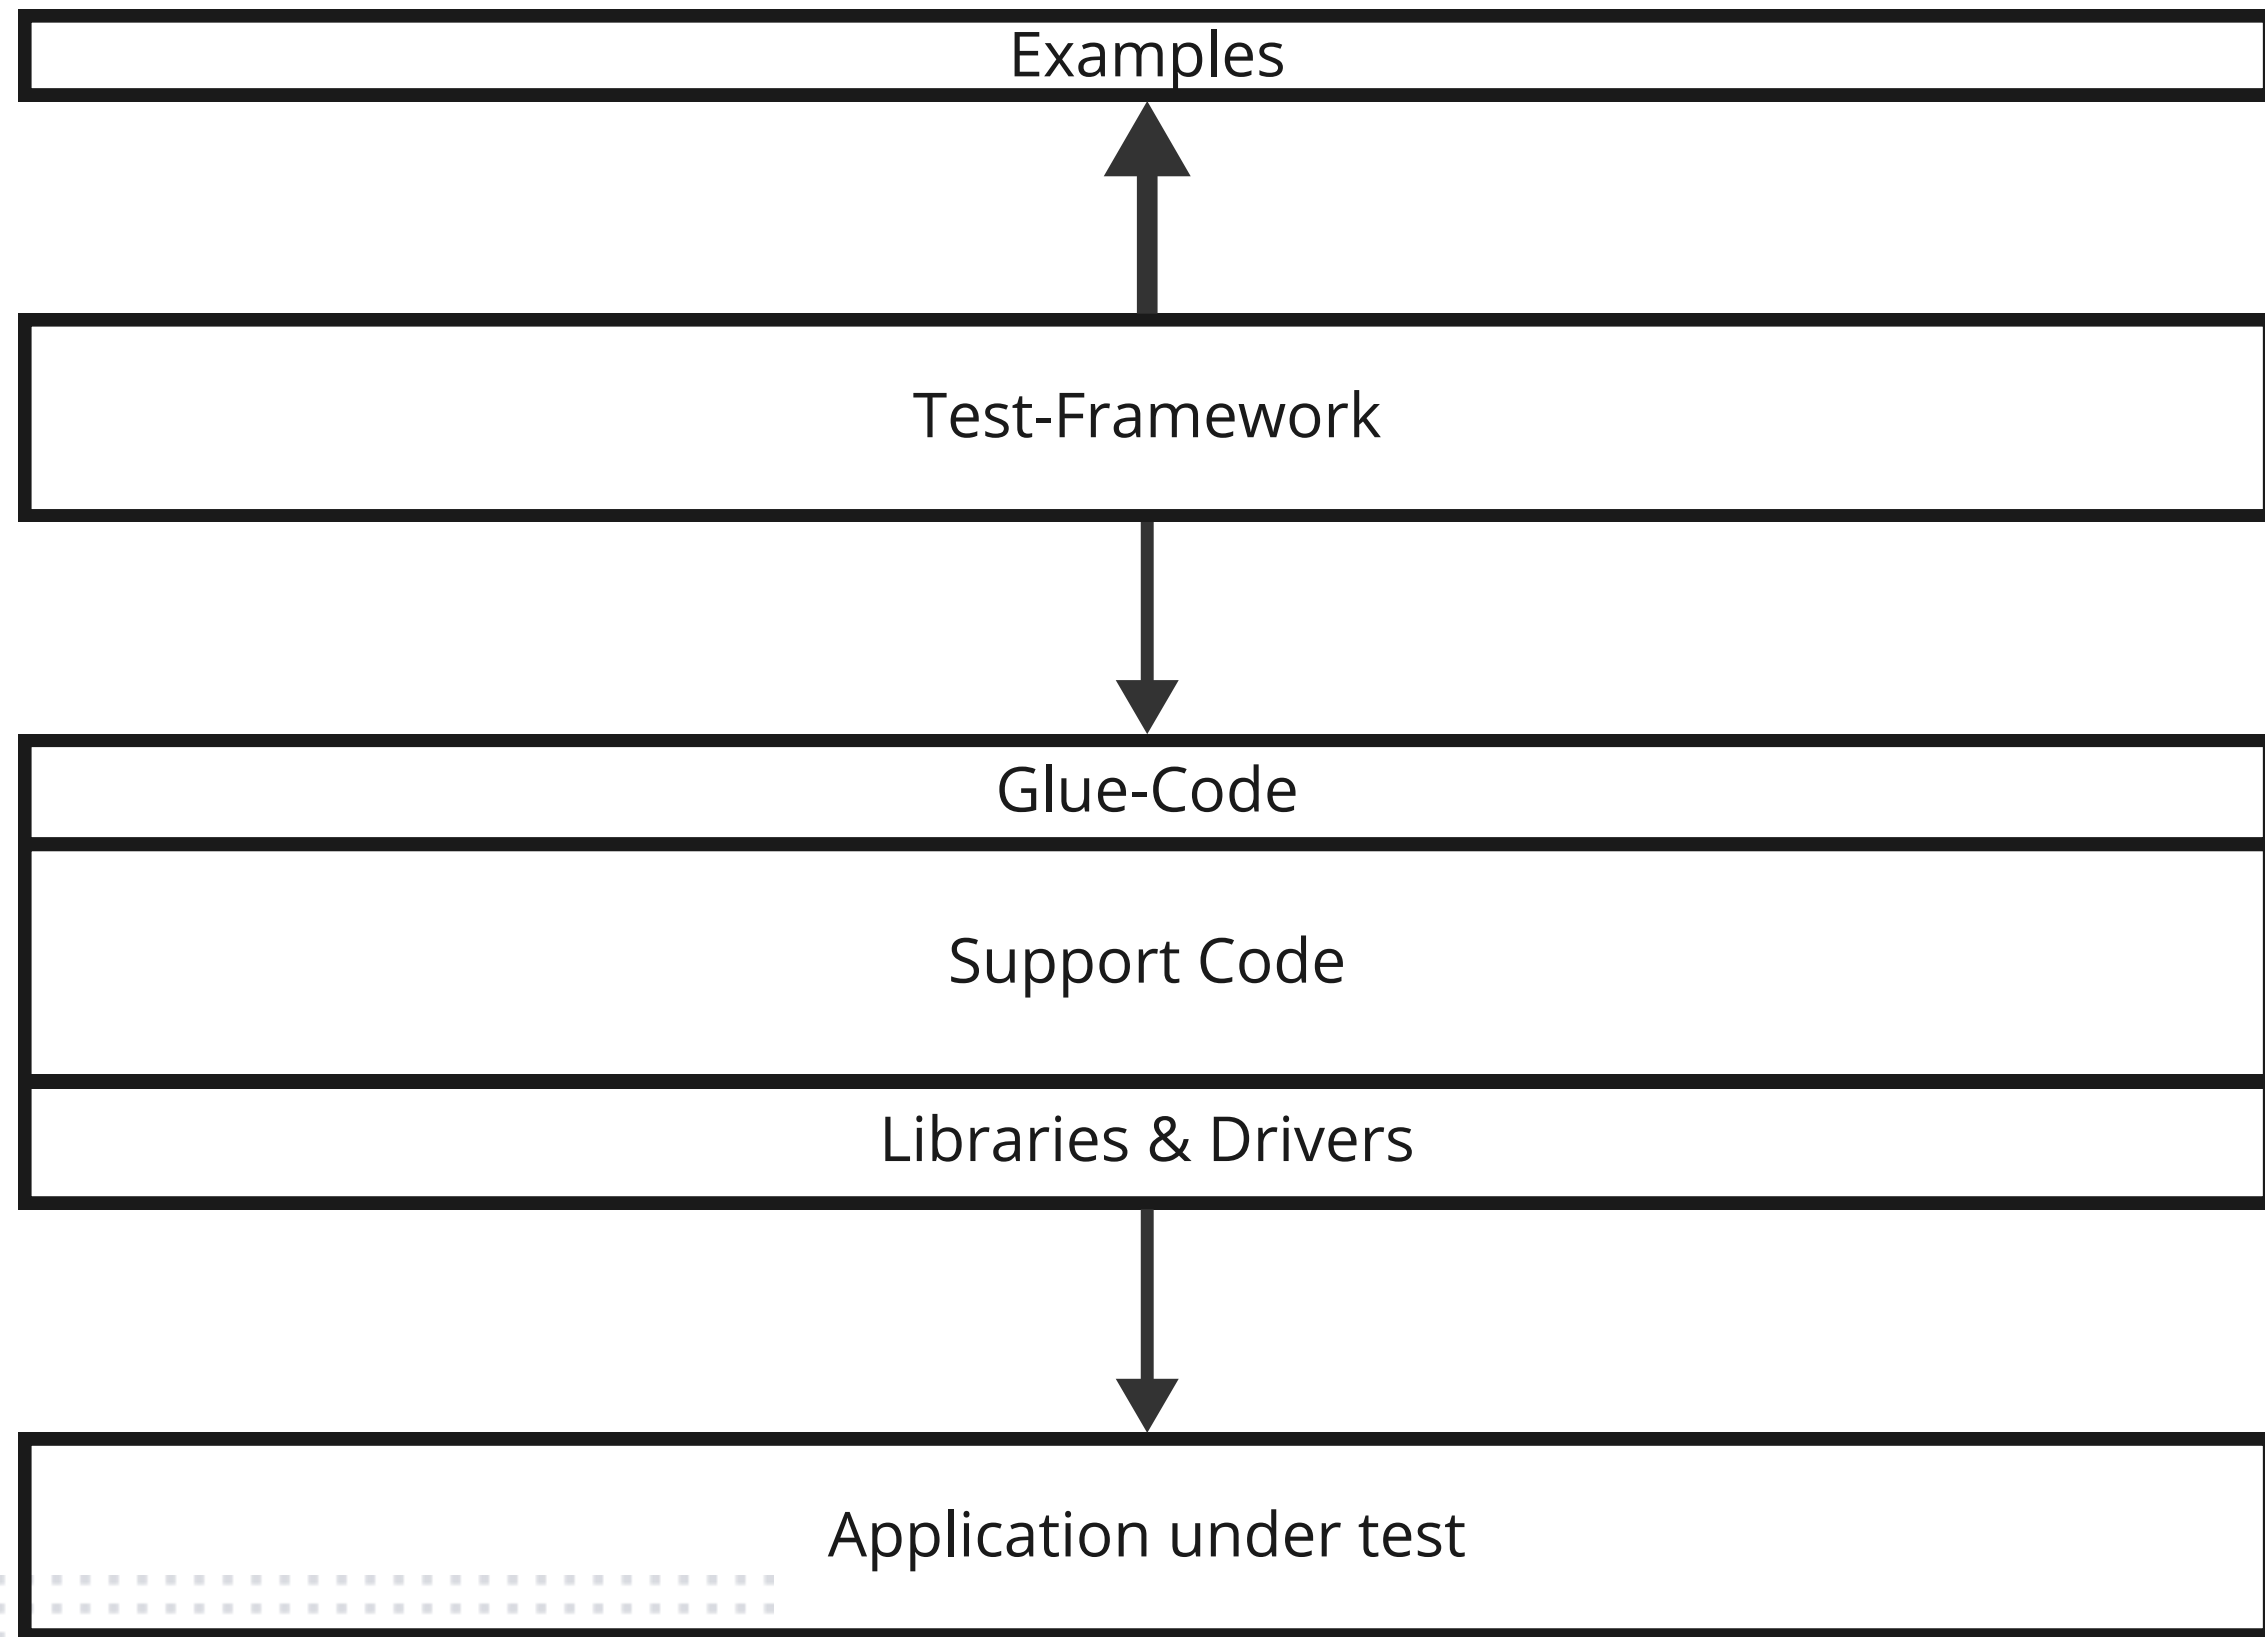 Examples
Test-Framework
Glue-Code
Support Code
Libraries & Drivers
Application under test